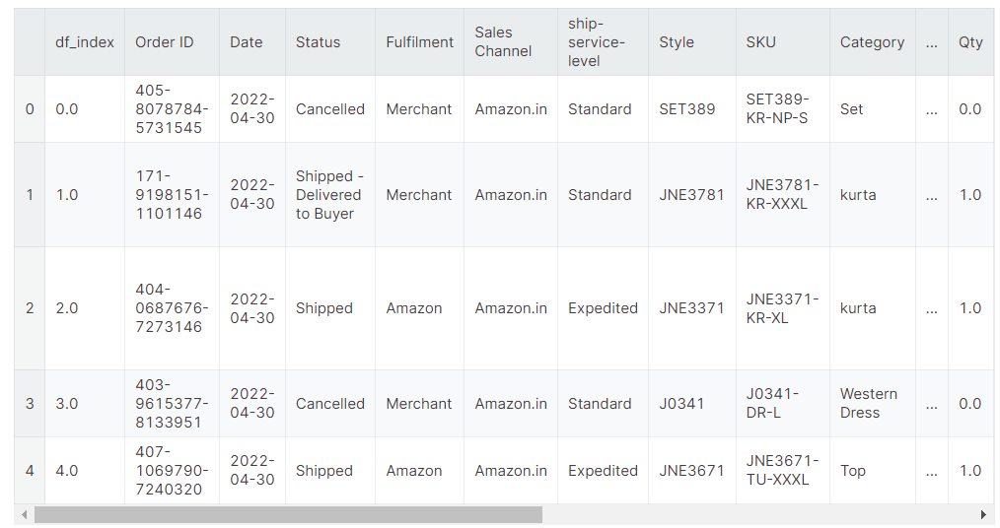 df_index Order ID Date Status Fulfilment Sales Channel ship-service-level Style SKU Category ... Qty
0 0.0 405-8078784-5731545 2022-04-30 Cancelled Merchant Amazon.in Standard SET389 SET389-KR-NP-S Set ... 0.0
1 1.0 171-9198151-1101146 2022-04-30 Shipped - Delivered to Buyer Merchant Amazon.in Standard JNE3781 JNE3781-KR-XXXL kurta ... 1.0
2 2.0 404-0687676-7273146 2022-04-30 Shipped Amazon Amazon.in Expedited JNE3371 JNE3371-KR-XL kurta ... 1.0
3 3.0 403-9615377-8133951 2022-04-30 Cancelled Merchant Amazon.in Standard J0341 J0341-DR-L Western Dress ... 0.0
4 4.0 407-1069790-7240320 2022-04-30 Shipped Amazon Amazon.in Expedited JNE3671 JNE3671-TU-XXXL Top ... 1.0